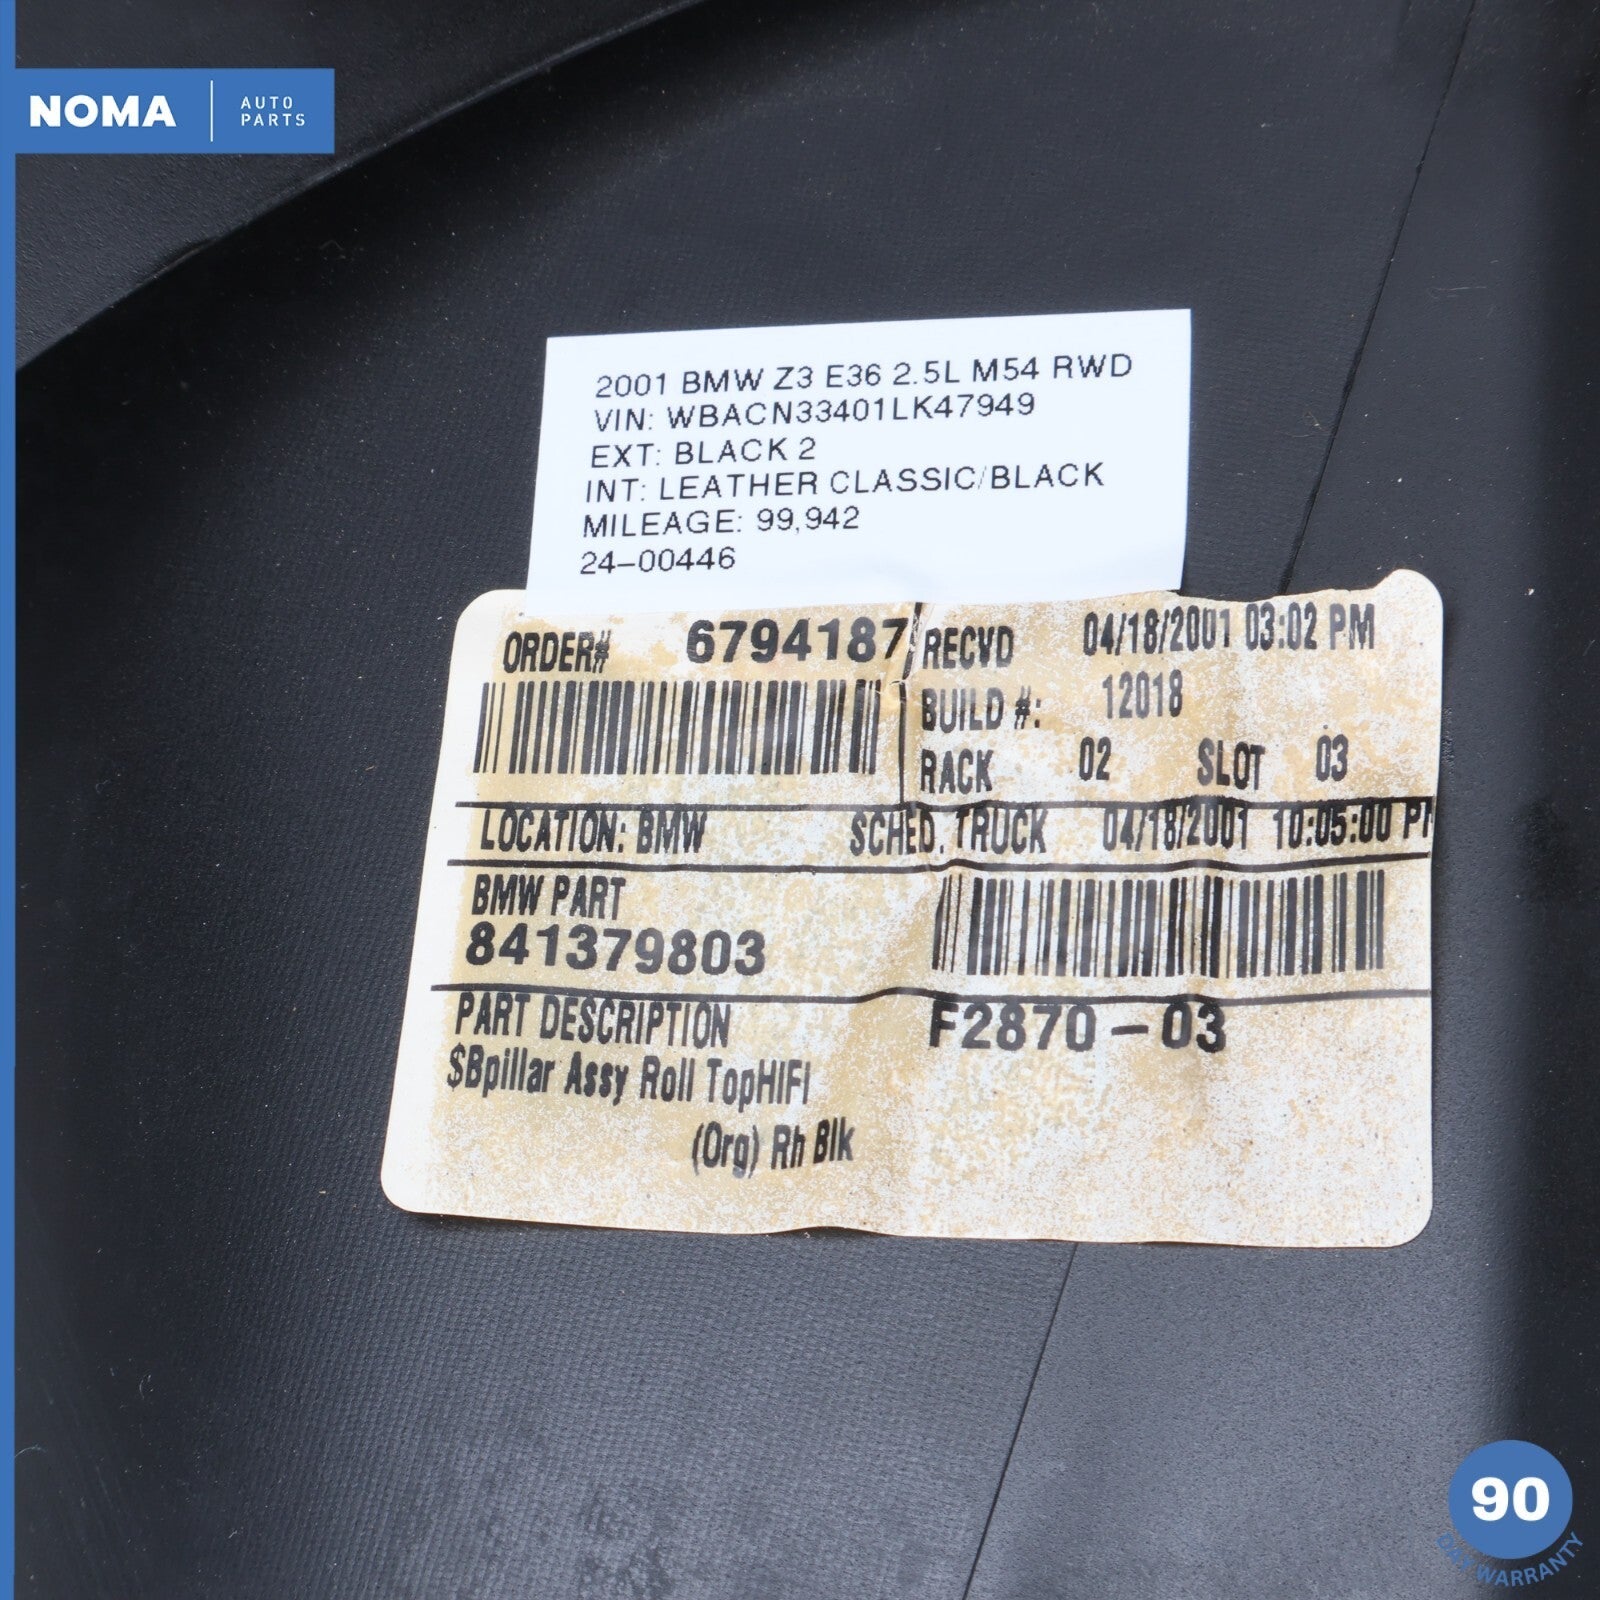 NOMA
AUTO
PARTS
2001 BMW Z3 E36 2.5L M54 RWD
VIN: WBACN33401LK47949
EXT: BLACK 2
INT: LEATHER CLASSIC/BLACK
MILEAGE: 99,942
24-00446
ORDER# 6794187
RECVD 04/18/2001 03:02 PM
BUILD #: 12018
RACK 02 SLOT 03
LOCATION: BMW SCHED. TRUCK 04/18/2001 10:05:00 PM
BMW PART
841379803
PART DESCRIPTION F2870-03
$Bpillar Assy Roll TopHIFI
(Org) Rh Blk
90
DAY WARRANTY